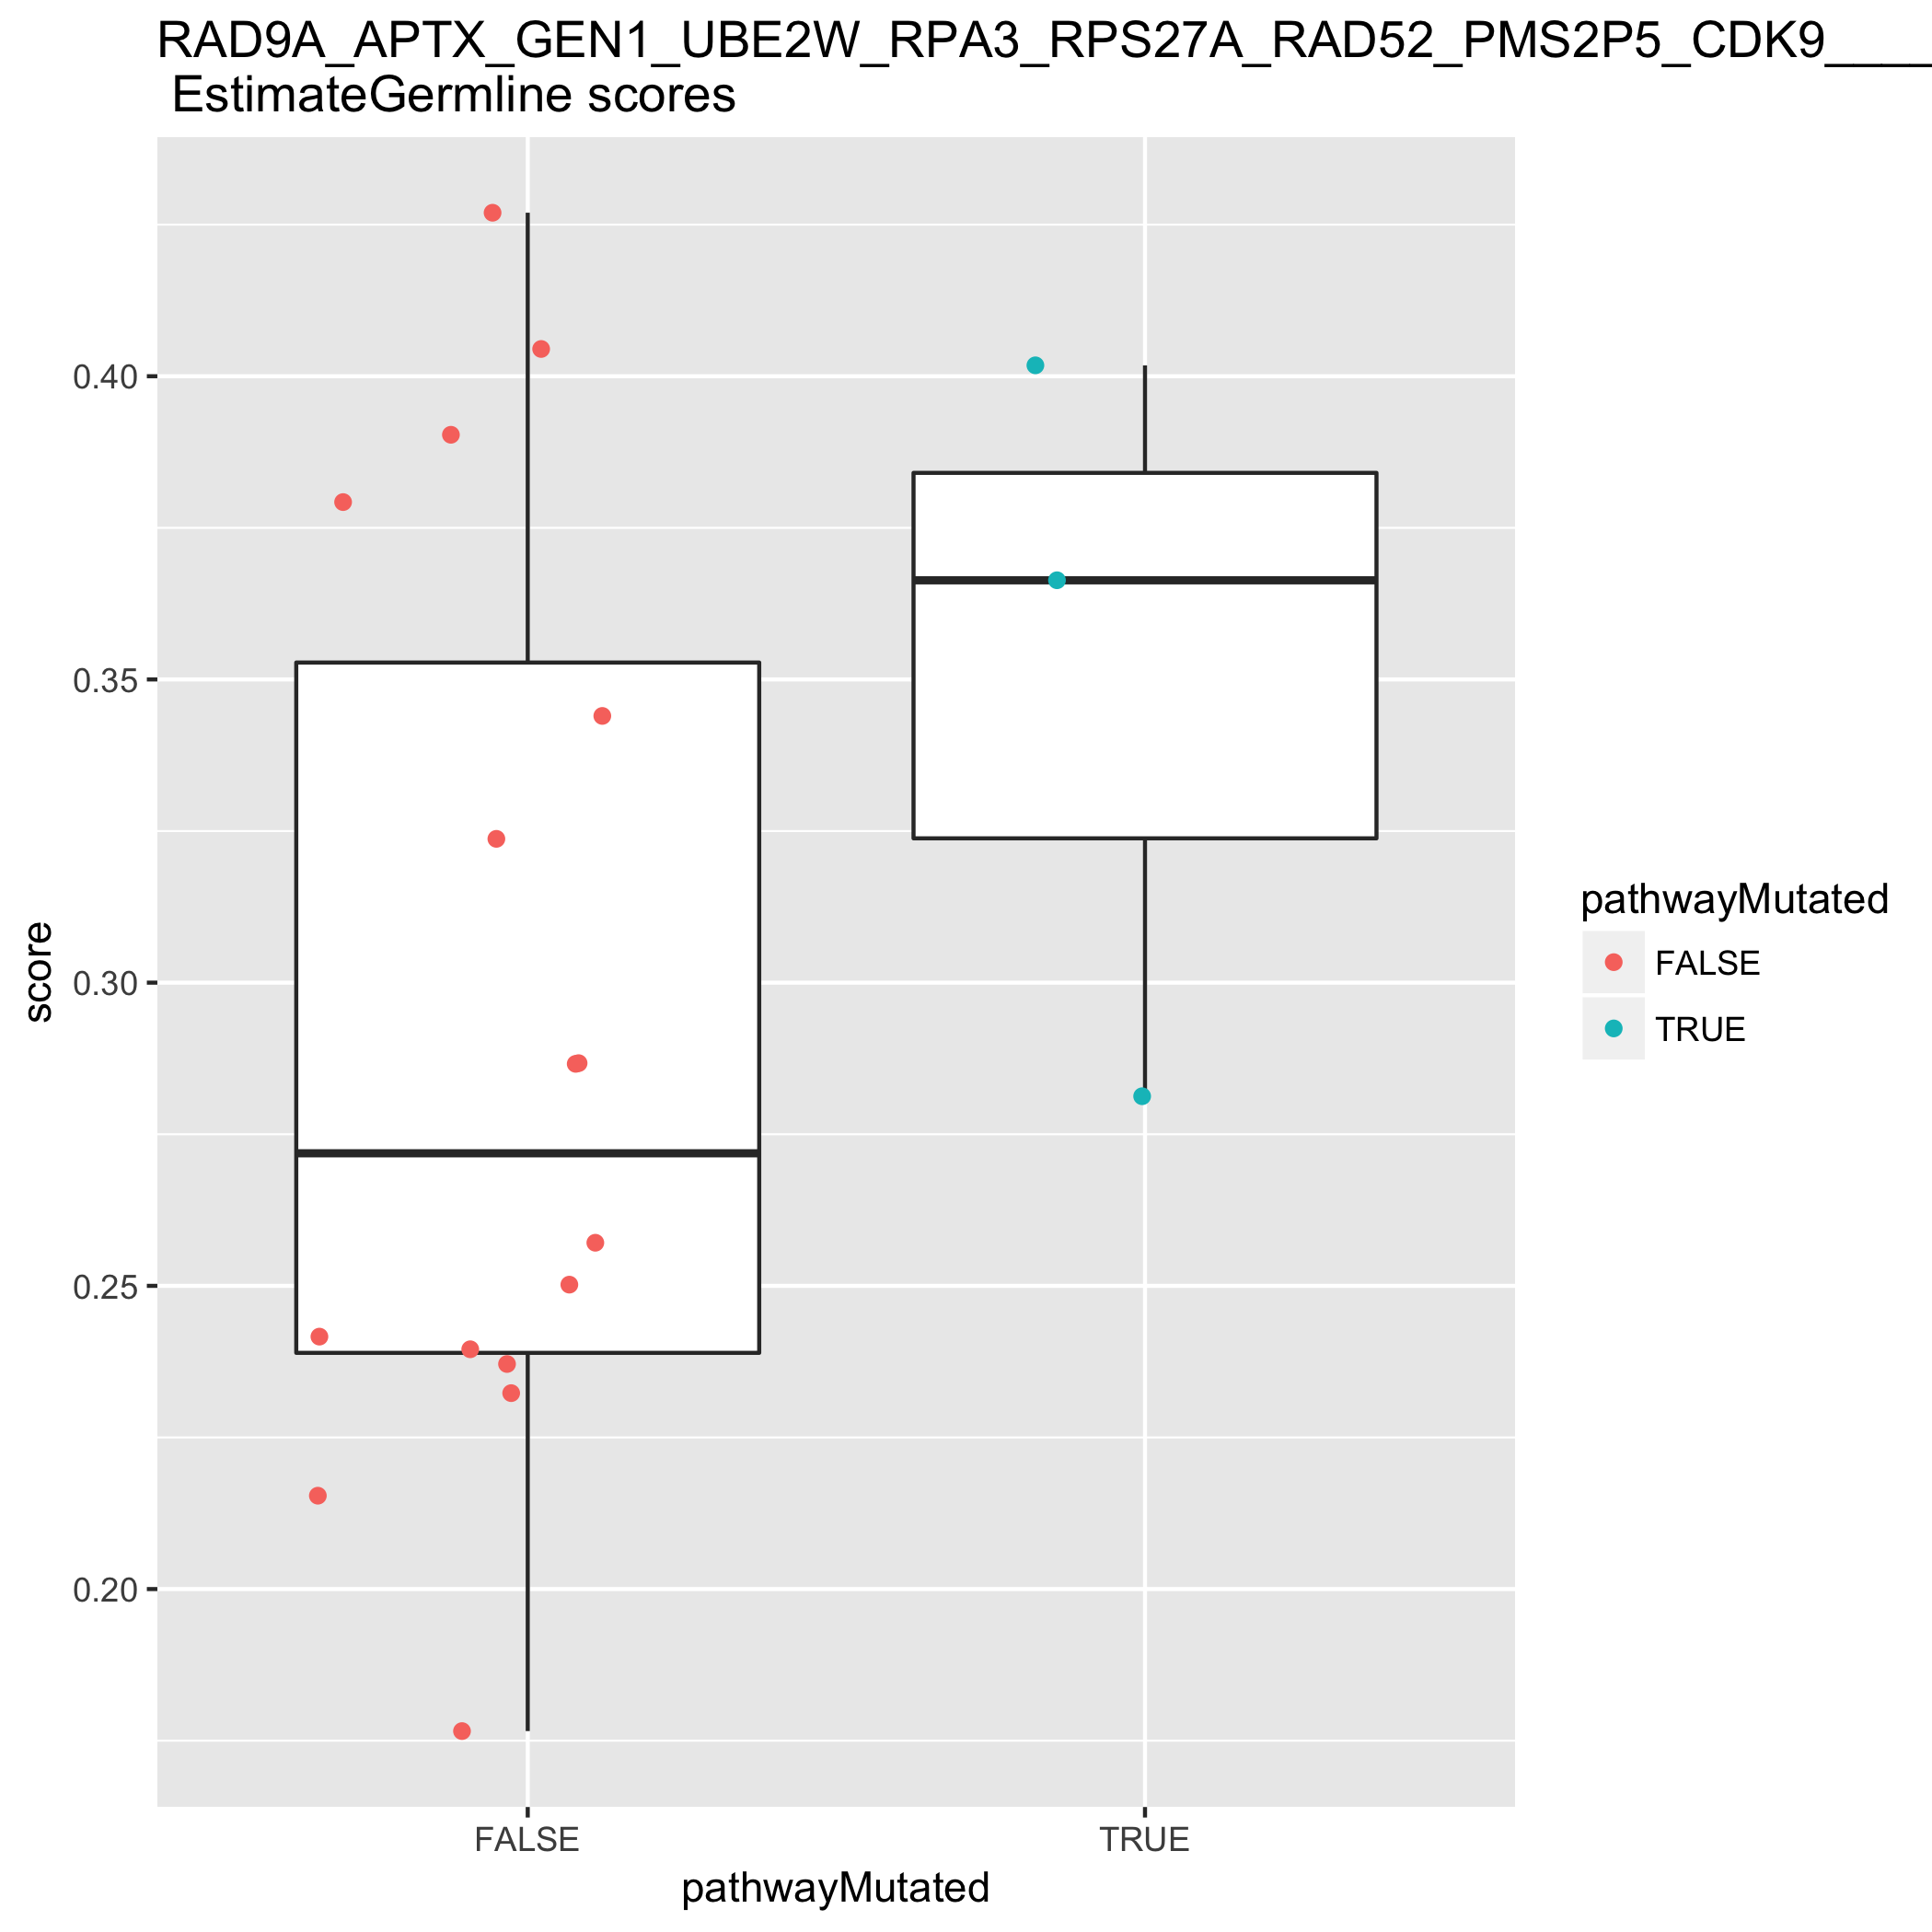 RAD9A_APTX_GEN1_UBE2W_RPA3_RPS27A_RAD52_PMS2P5_CDK9____
EstimateGermline scores
0.40
0.35
0.30
0.25
0.20
score
FALSE
TRUE
pathwayMutated
pathwayMutated
FALSE
TRUE